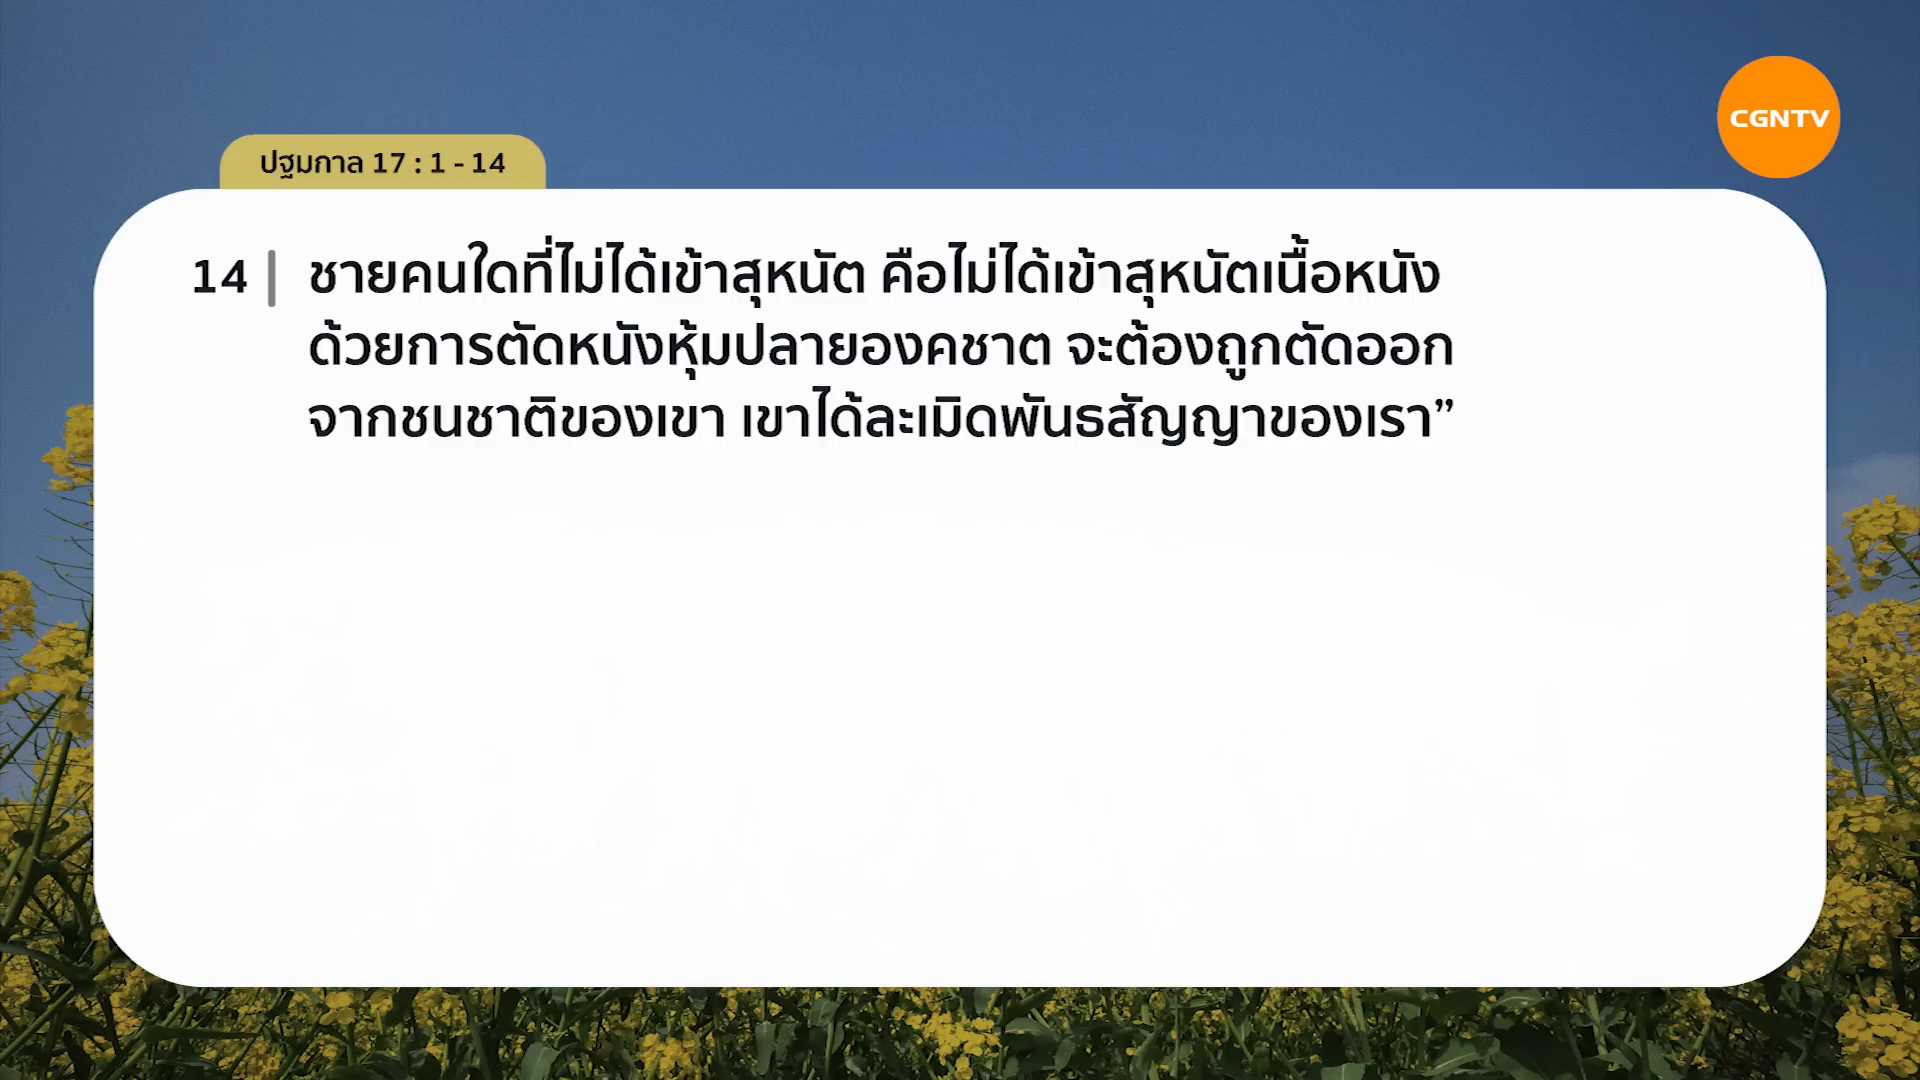 CGNTV
ปฐมกาล 17 : 1 - 14
14 | ชายคนใดที่ไม่ได้เข้าสุหนัต คือไม่ได้เข้าสุหนัตเนื้อหนัง
ด้วยการตัดหนังหุ้มปลายองคชาต จะต้องถูกตัดออก
จากชนชาติของเขา เขาได้ละเมิดพันธสัญญาของเรา”